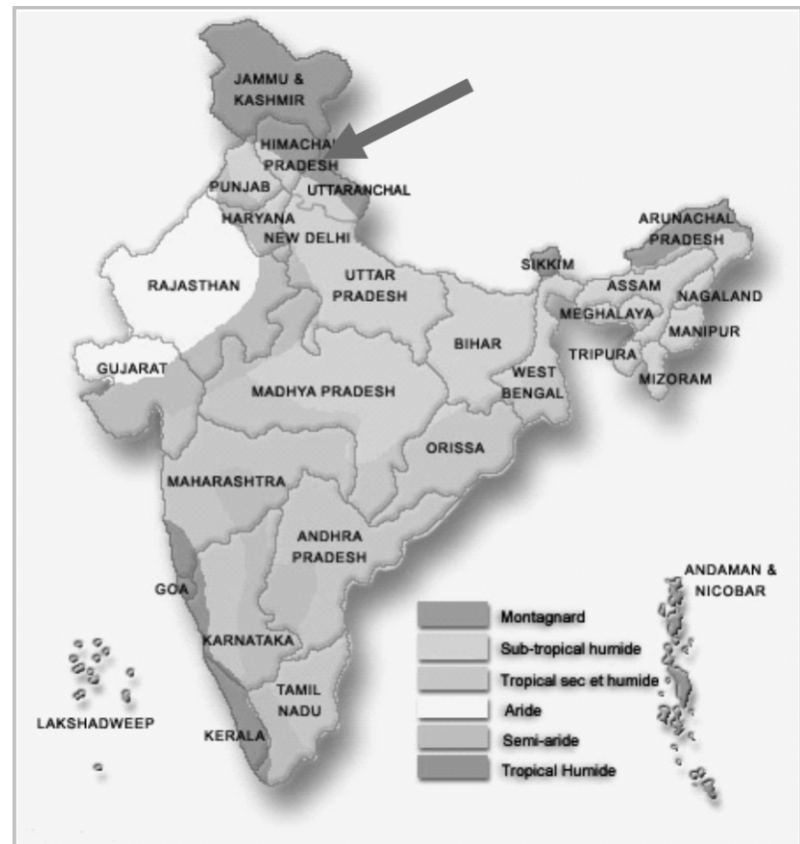 JAMMU &
KASHMIR
HIMACHAL
PRADESH
PUNJAB
UTTARANCHAL
HARYANA
NEW DELHI
ARUNACHAL
PRADESH
SIKKIM
RAJASTHAN
UTTAR
PRADESH
ASSAM
NAGALAND
MEGHALAYA
MANIPUR
BIHAR
TRIPURA
GUJARAT
WEST
BENGAL
MIZORAM
MADHYA PRADESH
ORISSA
MAHARASHTRA
ANDHRA
PRADESH
ANDAMAN &
NICOBAR
GOA
KARNATAKA
TAMIL
NADU
LAKSHADWEEP
KERALA
Montagnard
Sub-tropical humide
Tropical sec et humide
Aride
Semi-aride
Tropical Humide